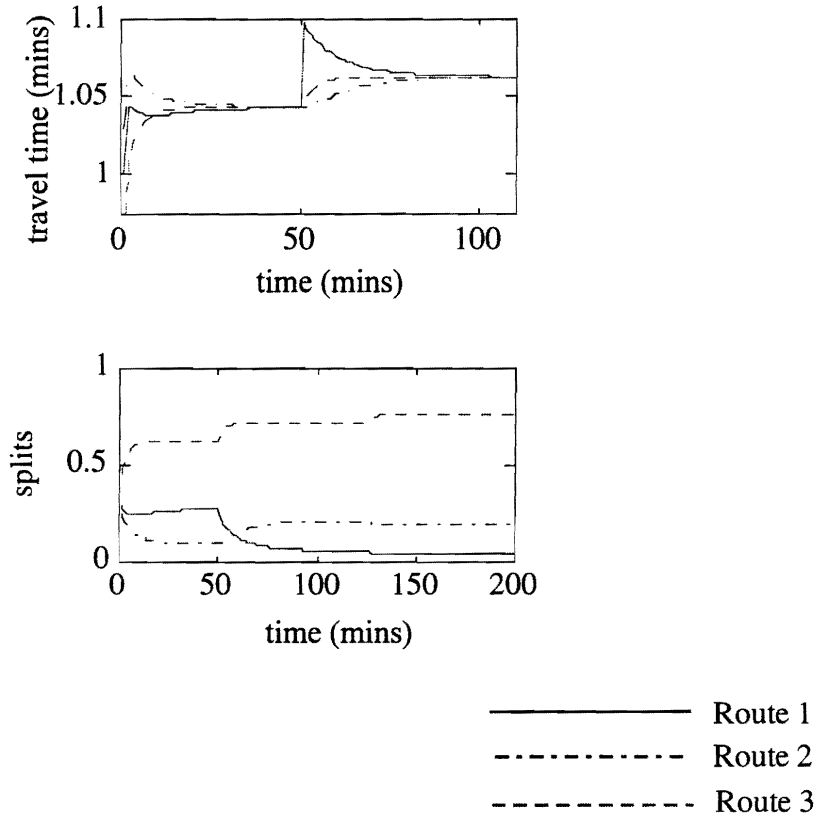 travel time (mins)
1.1
1.05
1
0 50 100
time (mins)
splits
1
0.5
0
0 50 100 150 200
time (mins)
Route 1
Route 2
Route 3